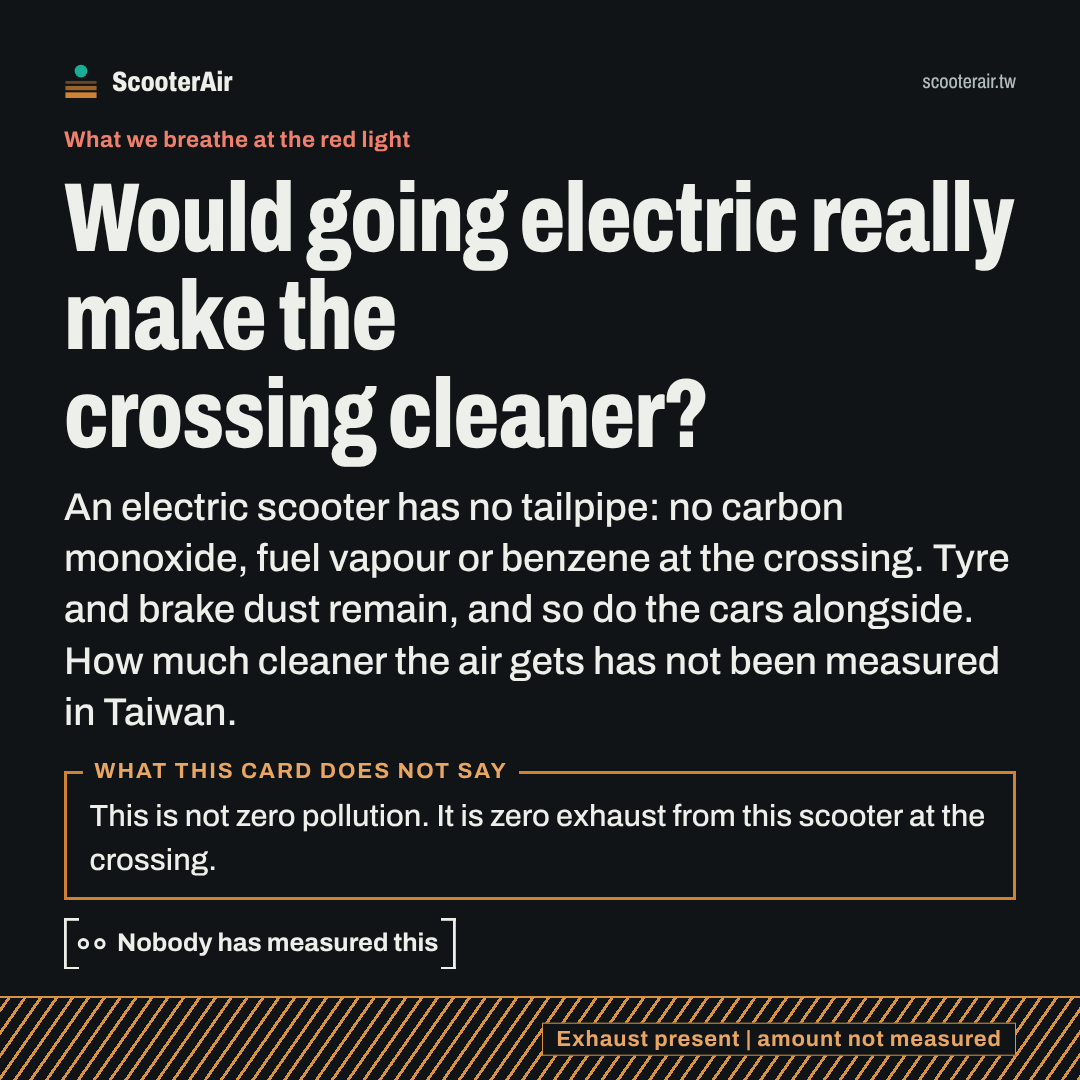 ScooterAir
scooterair.tw
What we breathe at the red light
Would going electric really
make the
crossing cleaner?
An electric scooter has no tailpipe: no carbon
monoxide, fuel vapour or benzene at the crossing. Tyre
and brake dust remain, and so do the cars alongside.
How much cleaner the air gets has not been measured
in Taiwan.
WHAT THIS CARD DOES NOT SAY
This is not zero pollution. It is zero exhaust from this scooter at the
crossing.
Nobody has measured this
Exhaust present | amount not measured